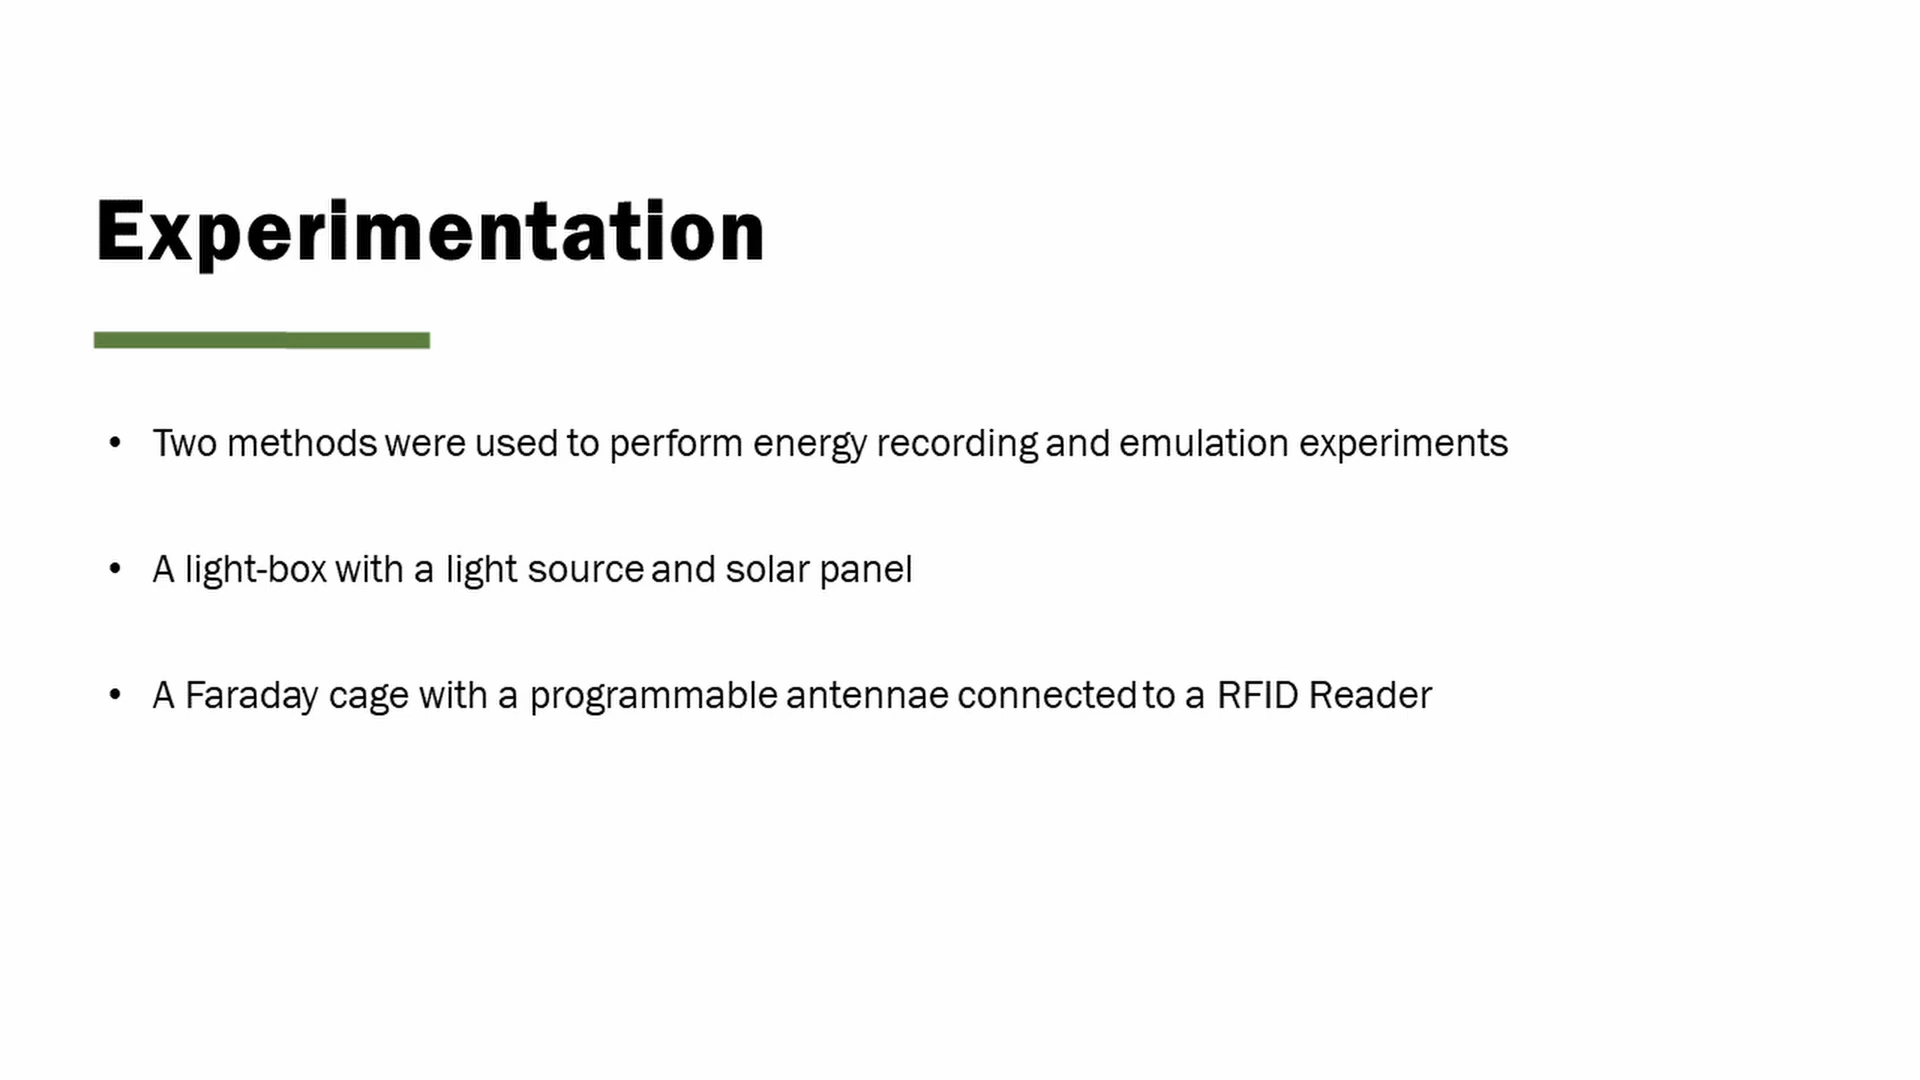 Experimentation
• Two methods were used to perform energy recording and emulation experiments
• A light-box with a light source and solar panel
• A Faraday cage with a programmable antennae connected to a RFID Reader